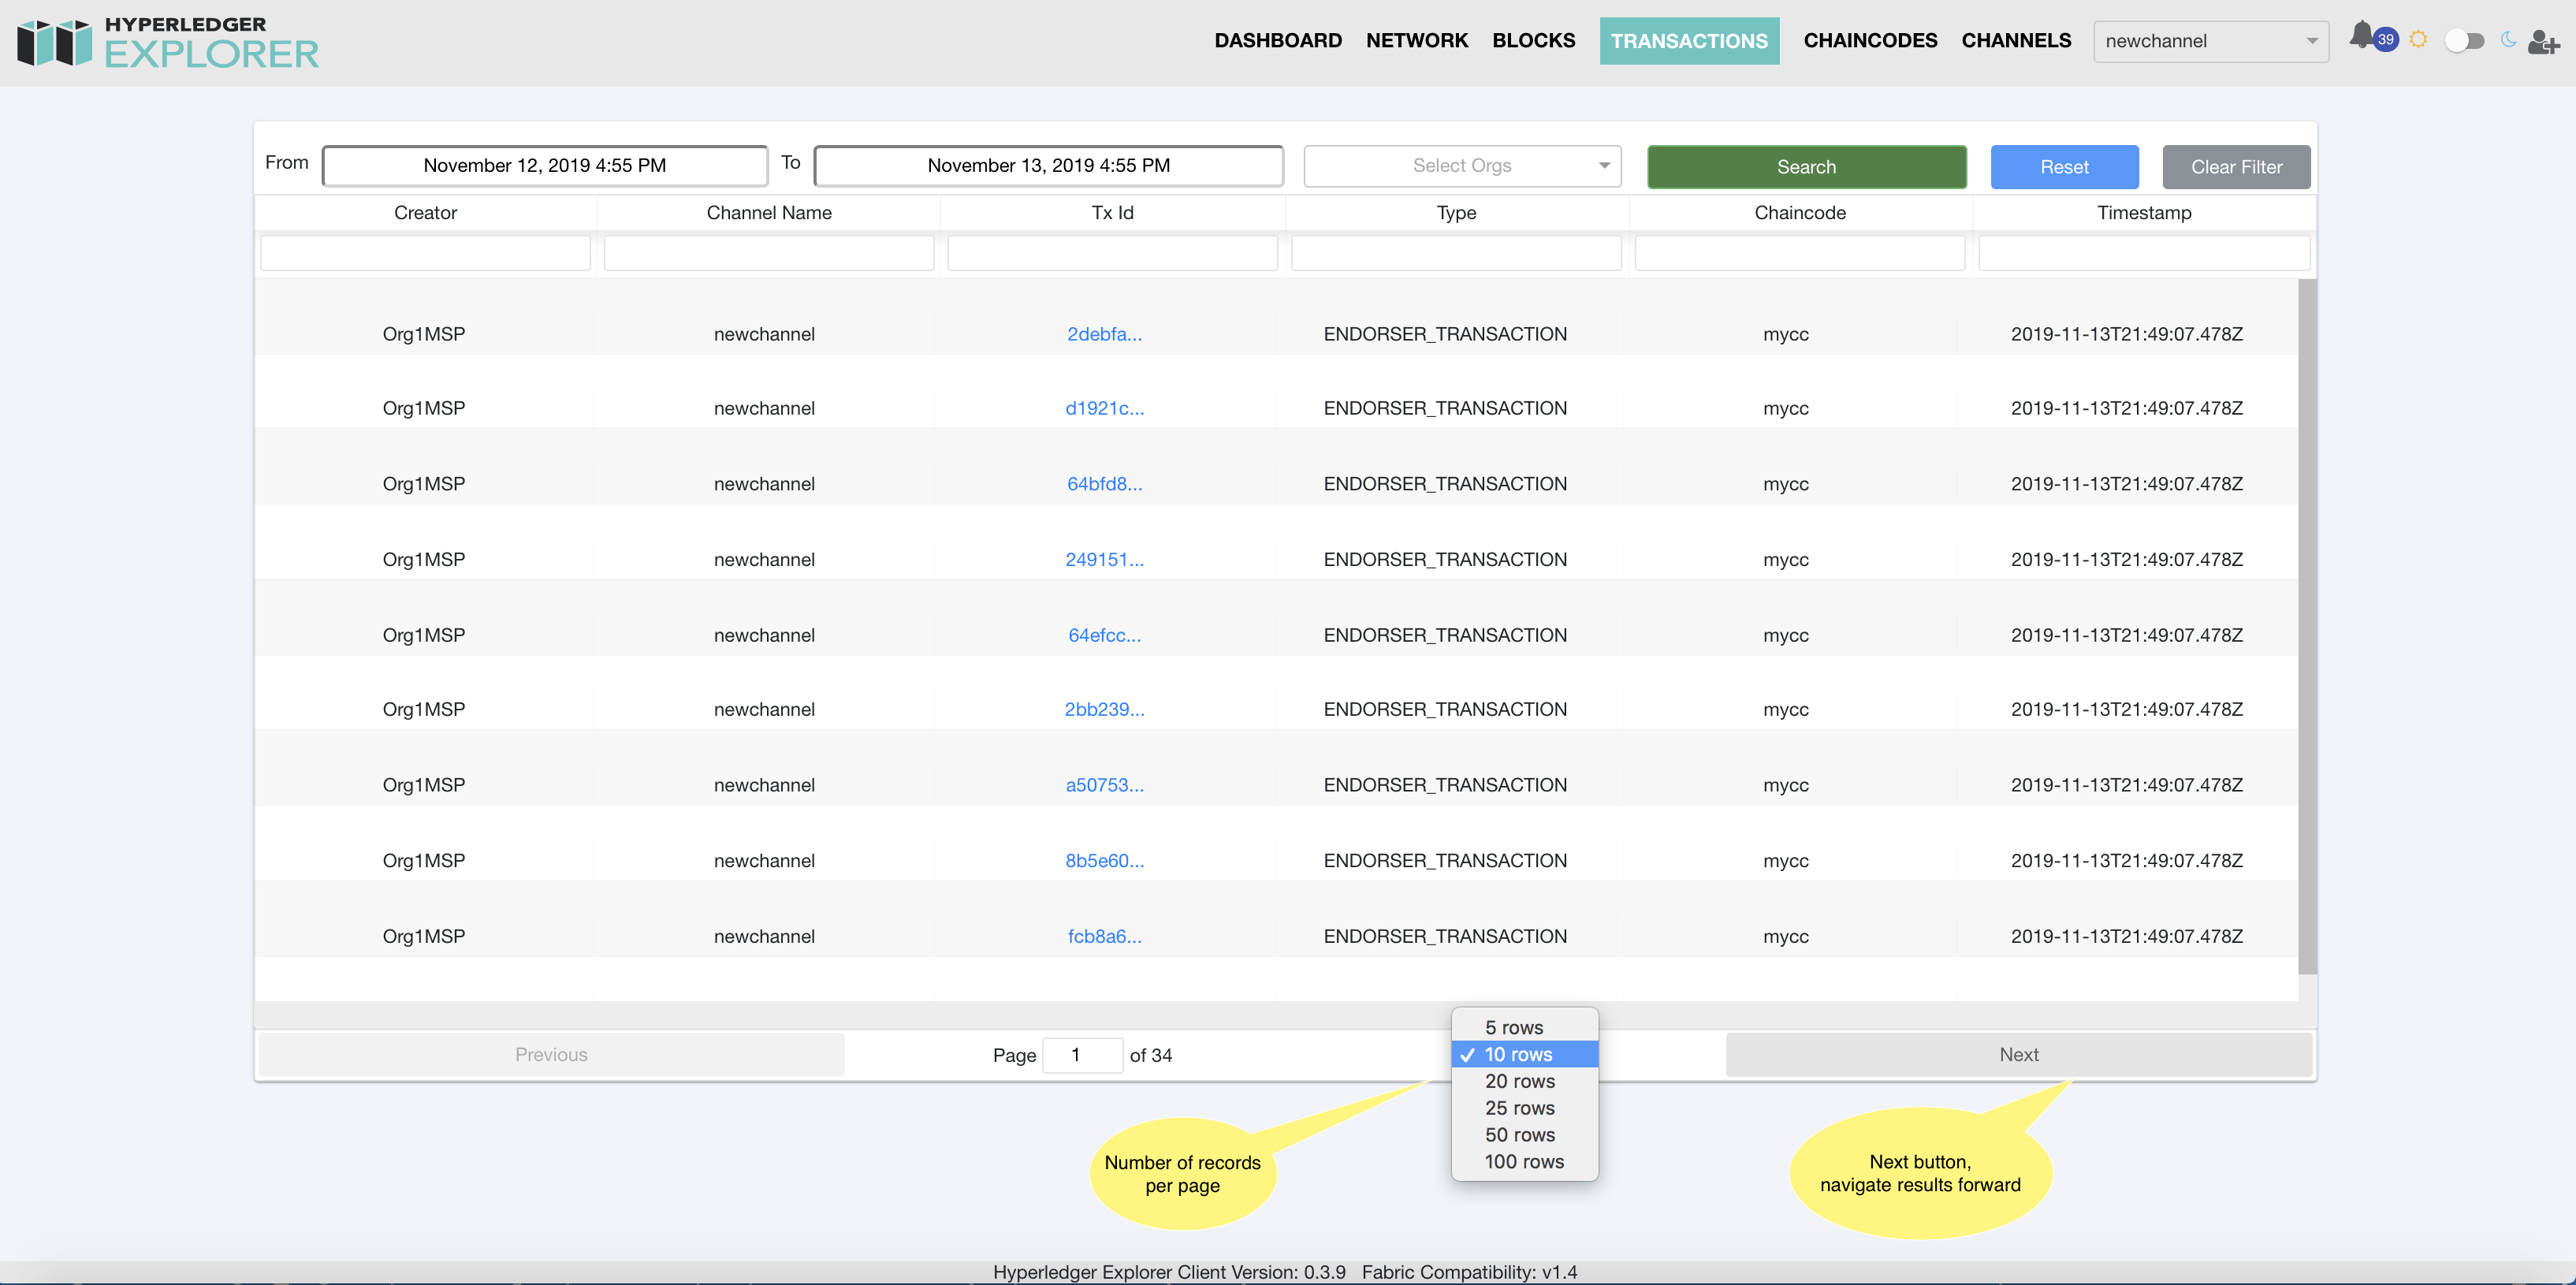 HYPERLEDGER
EXPLORER
DASHBOARD NETWORK BLOCKS TRANSACTIONS CHAINCODES CHANNELS newchannel 39
From November 12, 2019 4:55 PM To November 13, 2019 4:55 PM Select Orgs Search Reset Clear Filter
Creator Channel Name Tx Id Type Chaincode Timestamp
Org1MSP newchannel 2debfa... ENDORSER_TRANSACTION mycc 2019-11-13T21:49:07.478Z
Org1MSP newchannel d1921c... ENDORSER_TRANSACTION mycc 2019-11-13T21:49:07.478Z
Org1MSP newchannel 64bfd8... ENDORSER_TRANSACTION mycc 2019-11-13T21:49:07.478Z
Org1MSP newchannel 249151... ENDORSER_TRANSACTION mycc 2019-11-13T21:49:07.478Z
Org1MSP newchannel 64efcc... ENDORSER_TRANSACTION mycc 2019-11-13T21:49:07.478Z
Org1MSP newchannel 2bb239... ENDORSER_TRANSACTION mycc 2019-11-13T21:49:07.478Z
Org1MSP newchannel a50753... ENDORSER_TRANSACTION mycc 2019-11-13T21:49:07.478Z
Org1MSP newchannel 8b5e60... ENDORSER_TRANSACTION mycc 2019-11-13T21:49:07.478Z
Org1MSP newchannel fcb8a6... ENDORSER_TRANSACTION mycc 2019-11-13T21:49:07.478Z
5 rows
Previous Page 1 of 34 ✓ 10 rows Next
20 rows
25 rows
50 rows
100 rows
Number of records
per page
Next button,
navigate results forward
Hyperledger Explorer Client Version: 0.3.9 Fabric Compatibility: v1.4